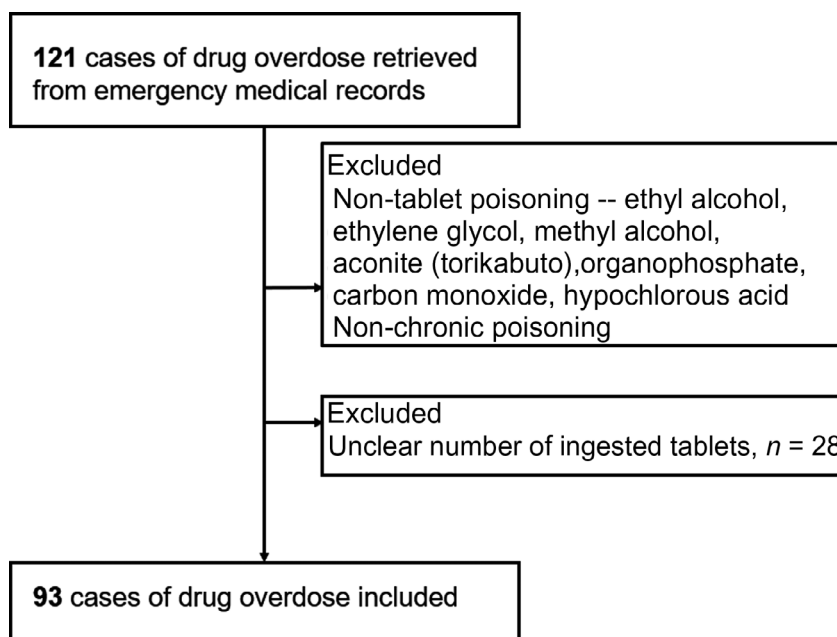 121 cases of drug overdose retrieved
from emergency medical records
Excluded
Non-tablet poisoning -- ethyl alcohol,
ethylene glycol, methyl alcohol,
aconite (torikabuto),organophosphate,
carbon monoxide, hypochlorous acid
Non-chronic poisoning
Excluded
Unclear number of ingested tablets, n = 28
93 cases of drug overdose included